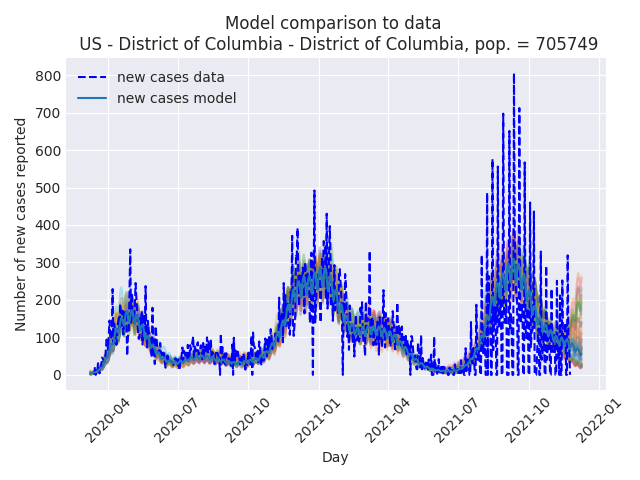 Model comparison to data
US - District of Columbia - District of Columbia, pop. = 705749
new cases data
new cases model
Number of new cases reported
800
700
600
500
400
300
200
100
0
2020-04
2020-07
2020-10
2021-01
2021-04
2021-07
2021-10
2022-01
Day